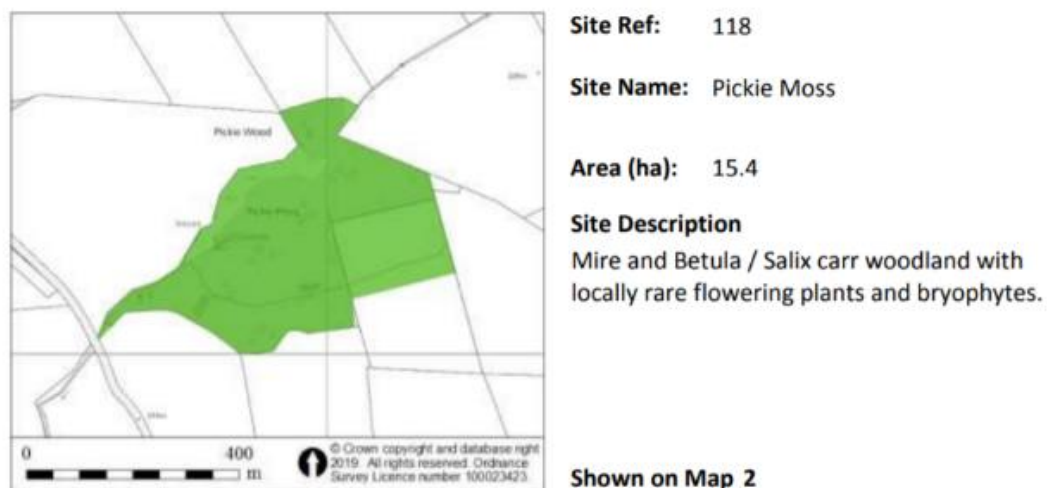 Site Ref: 118
Site Name: Pickie Moss
Area (ha): 15.4
Site Description
Mire and Betula / Salix carr woodland with
locally rare flowering plants and bryophytes.
Pickie Wood
Pickie Moss
0 400
m
© Crown copyright and database right
2019. All rights reserved. Ordnance
Survey Licence number 100023423.
Shown on Map 2